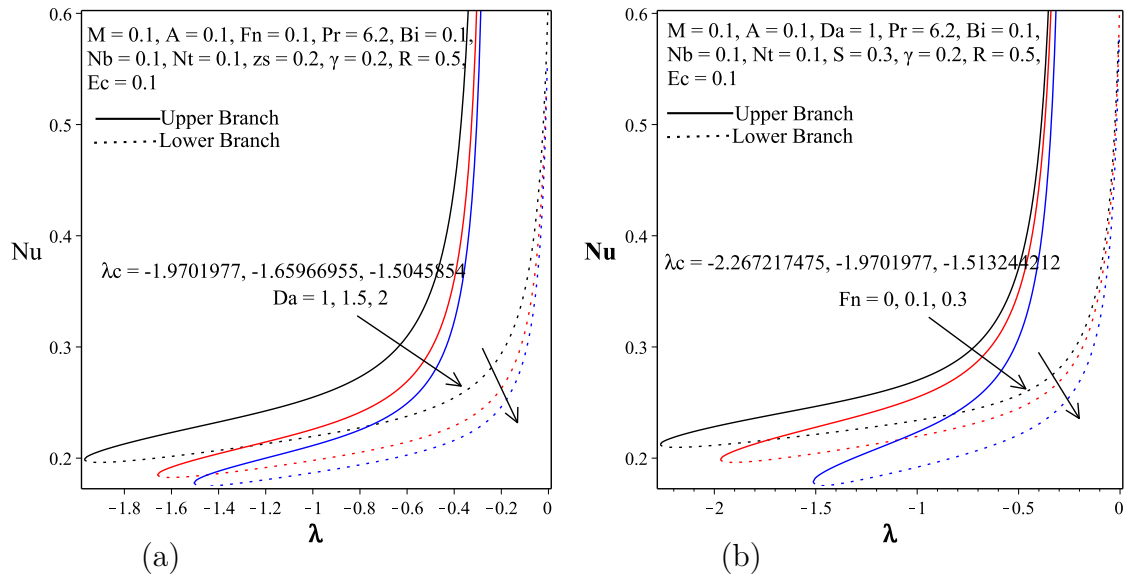 0.6
M = 0.1, A = 0.1, Fn = 0.1, Pr = 6.2, Bi = 0.1,
Nb = 0.1, Nt = 0.1, zs = 0.2, γ = 0.2, R = 0.5,
Ec = 0.1
Upper Branch
Lower Branch
0.5
0.4
Nu
λc = -1.9701977, -1.65966955, -1.5045854
Da = 1, 1.5, 2
0.3
0.2
-1.8 -1.6 -1.4 -1.2 -1 -0.8 -0.6 -0.4 -0.2 0
λ
(a)
0.6
M = 0.1, A = 0.1, Da = 1, Pr = 6.2, Bi = 0.1,
Nb = 0.1, Nt = 0.1, S = 0.3, γ = 0.2, R = 0.5,
Ec = 0.1
Upper Branch
Lower Branch
0.5
0.4
Nu
λc = -2.267217475, -1.9701977, -1.513244212
Fn = 0, 0.1, 0.3
0.3
0.2
-2 -1.5 -1 -0.5 0
λ
(b)